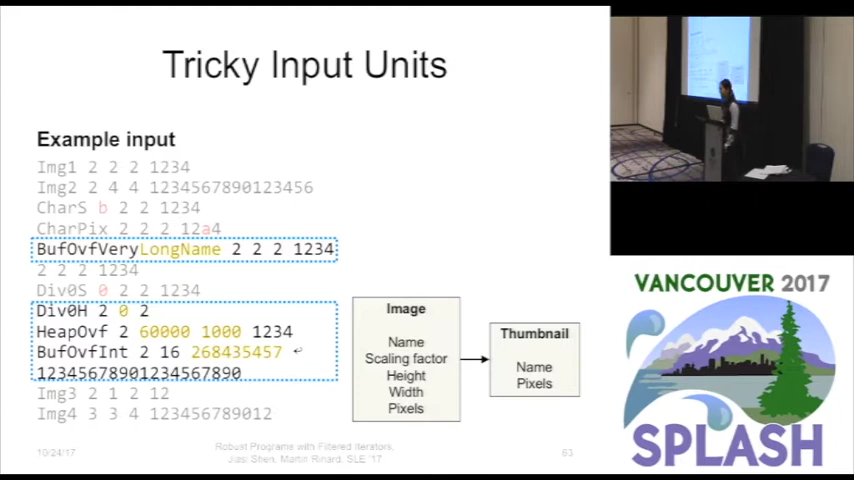 Tricky Input Units
Example input
Img1 2 2 2 1234
Img2 2 4 4 1234567890123456
CharS b 2 2 1234
CharPix 2 2 2 12a4
BufOvfVeryLongName 2 2 2 1234
2 2 2 1234
Div0S 0 2 2 1234
Div0H 2 0 2
HeapOvf 2 60000 1000 1234
BufOvfInt 2 16 268435457 ↩
12345678901234567890
Img3 2 1 2 12
Img4 3 3 4 123456789012
Image
Name
Scaling factor
Height
Width
Pixels
Thumbnail
Name
Pixels
10/24/17
Robust Programs with Filtered Iterators,
Jiasi Shen, Martin Rinard, SLE '17
63
VANCOUVER 2017
SPLASH